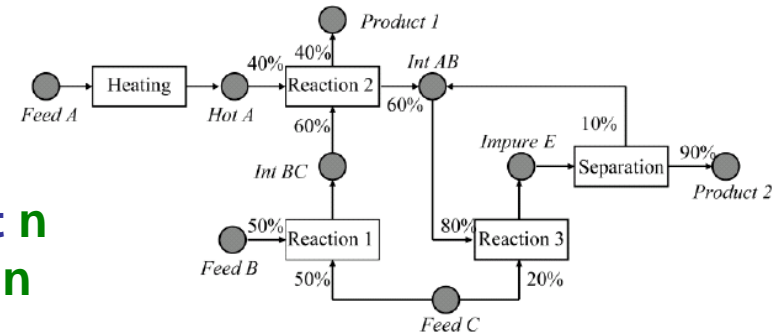 Product 1
40%
40%
Int AB
Heating
Reaction 2
Feed A
Hot A
60%
60%
10%
Impure E
90%
Int BC
Separation
Product 2
n
50%
Reaction 1
80%
Reaction 3
Feed B
n
50%
20%
Feed C